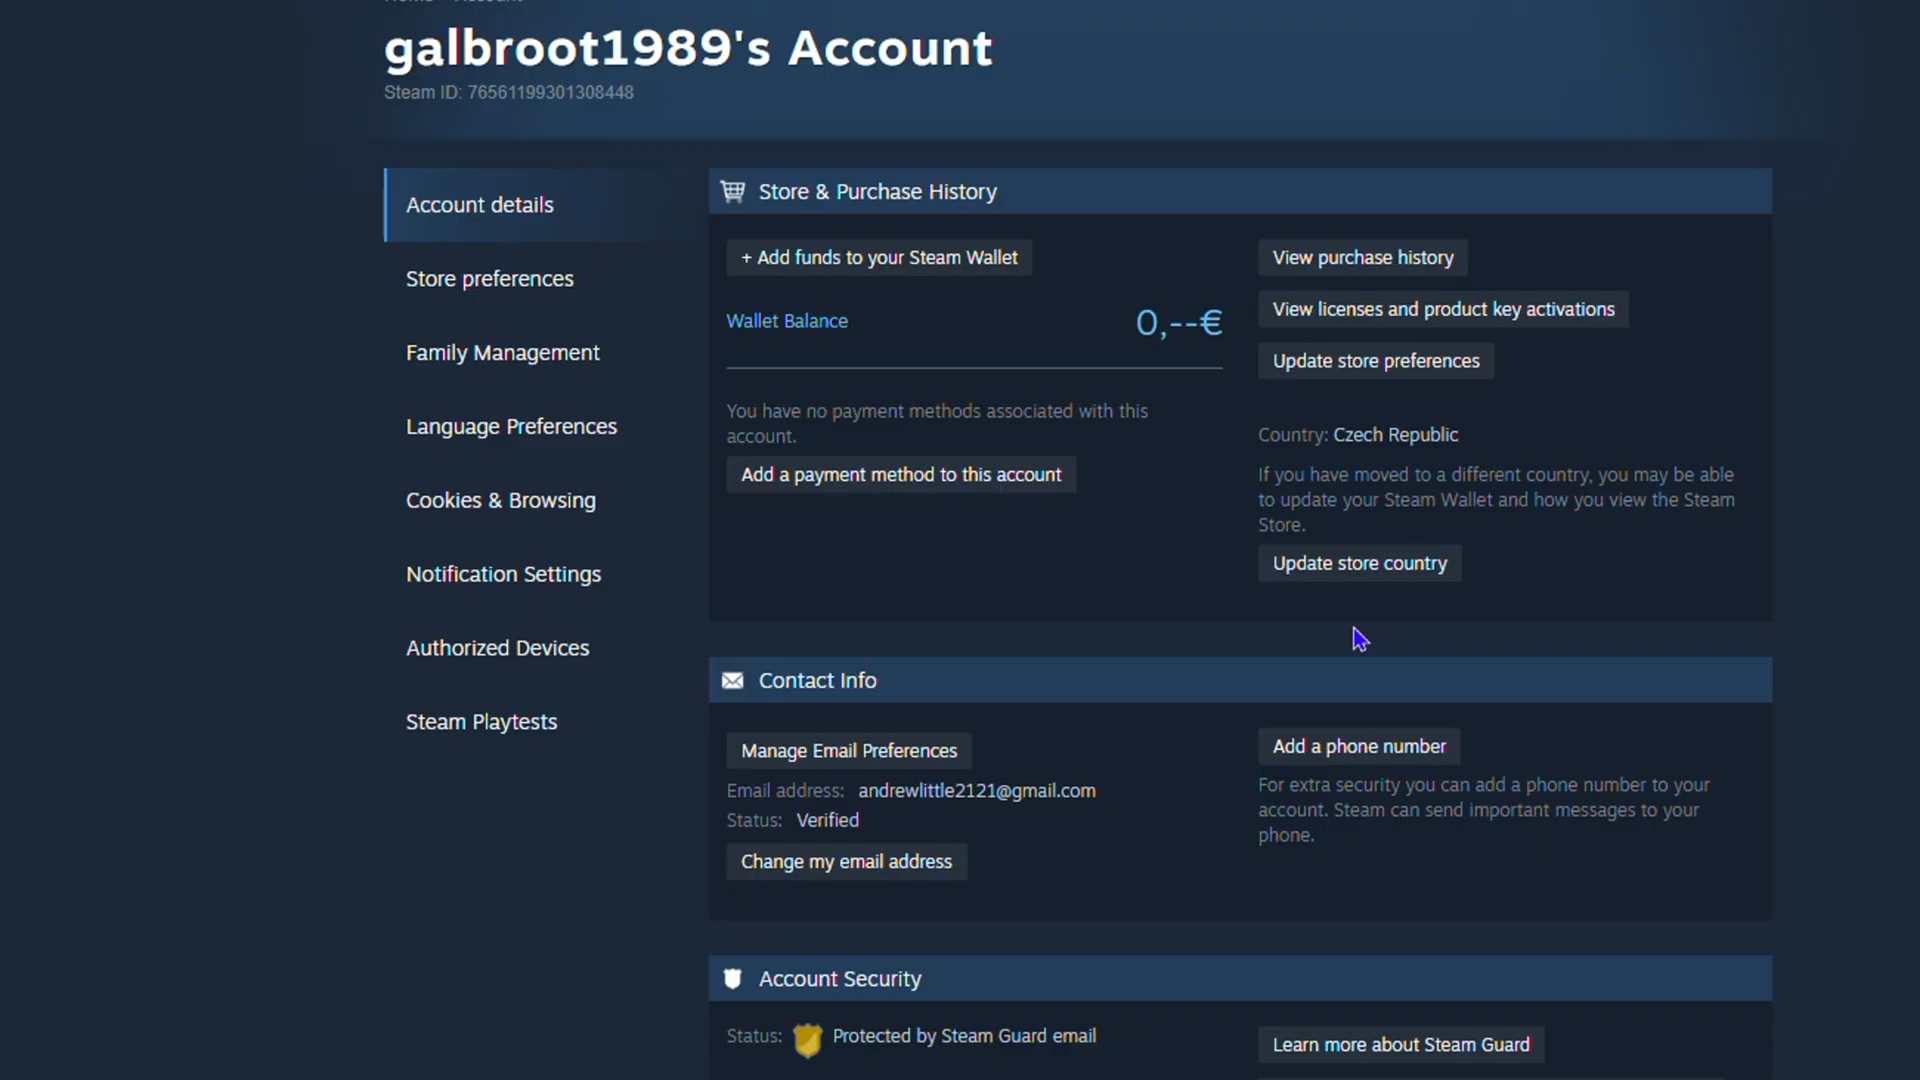 galbroot1989's Account
Steam ID: 76561199301308448
Account details
Store preferences
Family Management
Language Preferences
Cookies & Browsing
Notification Settings
Authorized Devices
Steam Playtests
Store & Purchase History
+ Add funds to your Steam Wallet
Wallet Balance 0,--€
You have no payment methods associated with this
account.
Add a payment method to this account
View purchase history
View licenses and product key activations
Update store preferences
Country: Czech Republic
If you have moved to a different country, you may be able
to update your Steam Wallet and how you view the Steam
Store.
Update store country
Contact Info
Manage Email Preferences
Email address: andrewlittle2121@gmail.com
Status: Verified
Change my email address
Add a phone number
For extra security you can add a phone number to your
account. Steam can send important messages to your
phone.
Account Security
Status: Protected by Steam Guard email
Learn more about Steam Guard